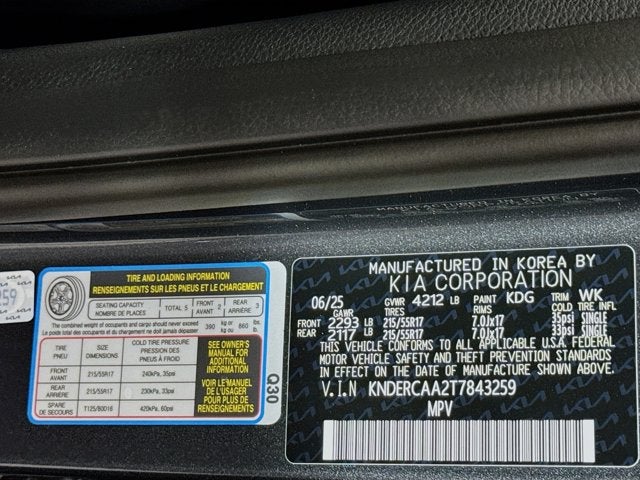 TIRE AND LOADING INFORMATION
RENSEIGNEMENTS SUR LES PNEUS ET LE CHARGEMENT
SEATING CAPACITY
NOMBRE DE PLACES
TOTAL 5
FRONT
AVANT 2
REAR
ARRIÈRE 3
The combined weight of occupants and cargo should never exceed
Le poids total des occupants et du chargement ne doit jamais dépasser
390 kg or kg ou 860 lbs. lb.
TIRE
PNEU
SIZE
DIMENSIONS
COLD TIRE PRESSURE
PRESSION DES
PNEUS À FROID
FRONT
AVANT
215/55R17
240kPa, 35psi
REAR
ARRIÈRE
215/55R17
230kPa, 33psi
SPARE
DE SECOURS
T125/80D16
420kPa, 60psi
SEE OWNER'S
MANUAL FOR
ADDITIONAL
INFORMATION
VOIR LE MANUEL
DE L'USAGER
POUR PLUS DE
RENSEIGNEMENTS
Q30
259
MANUFACTURED IN KOREA BY
KIA CORPORATION
06/25 GVWR 4212 LB PAINT KDG TRIM WK
GAWR TIRES RIMS COLD TIRE INFL
FRONT 2293 LB 215/55R17 7.0Jx17 35psi SINGLE
REAR 2117 LB 215/55R17 7.0Jx17 33psi SINGLE
THIS VEHICLE CONFORMS TO ALL APPLICABLE U.S.A. FEDERAL
MOTOR VEHICLE SAFETY AND THEFT PREVENTION STANDARDS
IN EFFECT ON THE DATE OF MANUFACTURE SHOWN ABOVE.
V.I.N KNDERCAA2T7843259
MPV